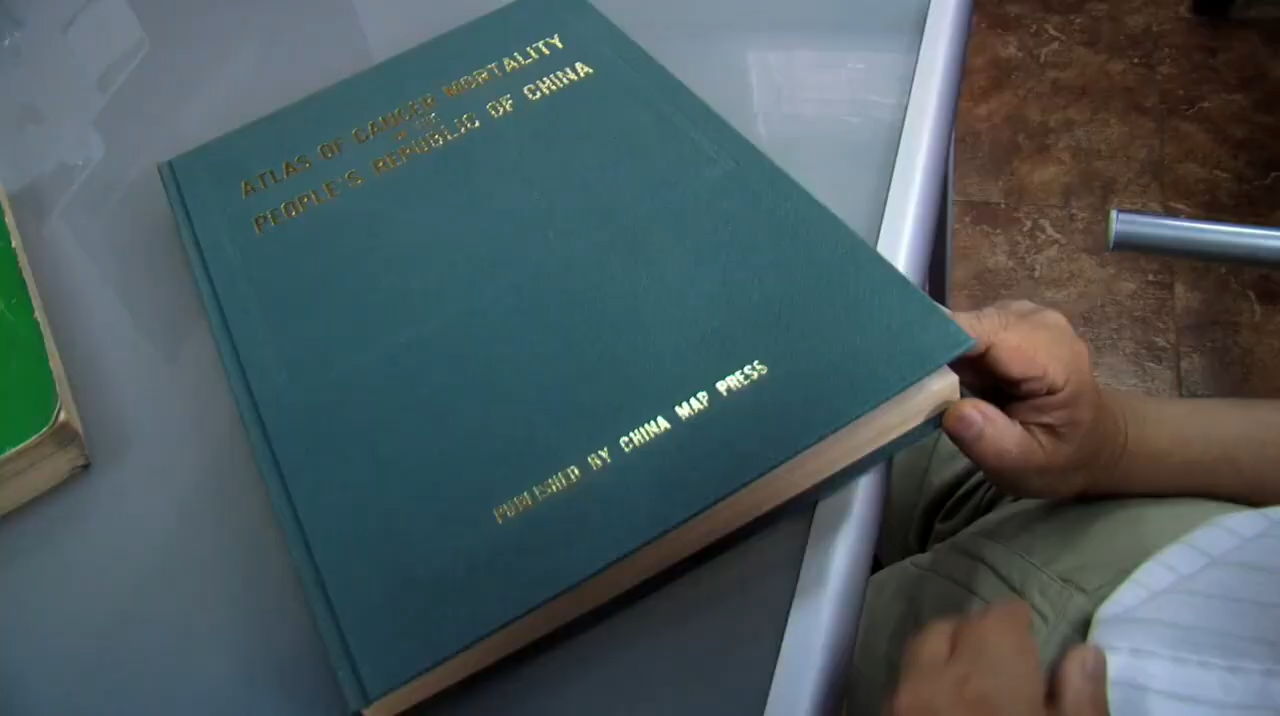 ATLAS OF CANCER MORTALITY
IN THE
PEOPLE'S REPUBLIC OF CHINA
PUBLISHED BY CHINA MAP PRESS